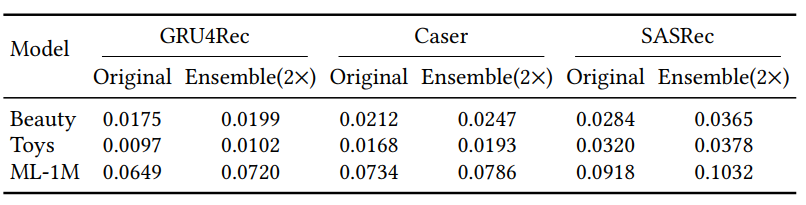 Model GRU4Rec Caser SASRec
Original Ensemble(2×) Original Ensemble(2×) Original Ensemble(2×)
Beauty 0.0175 0.0199 0.0212 0.0247 0.0284 0.0365
Toys 0.0097 0.0102 0.0168 0.0193 0.0320 0.0378
ML-1M 0.0649 0.0720 0.0734 0.0786 0.0918 0.1032